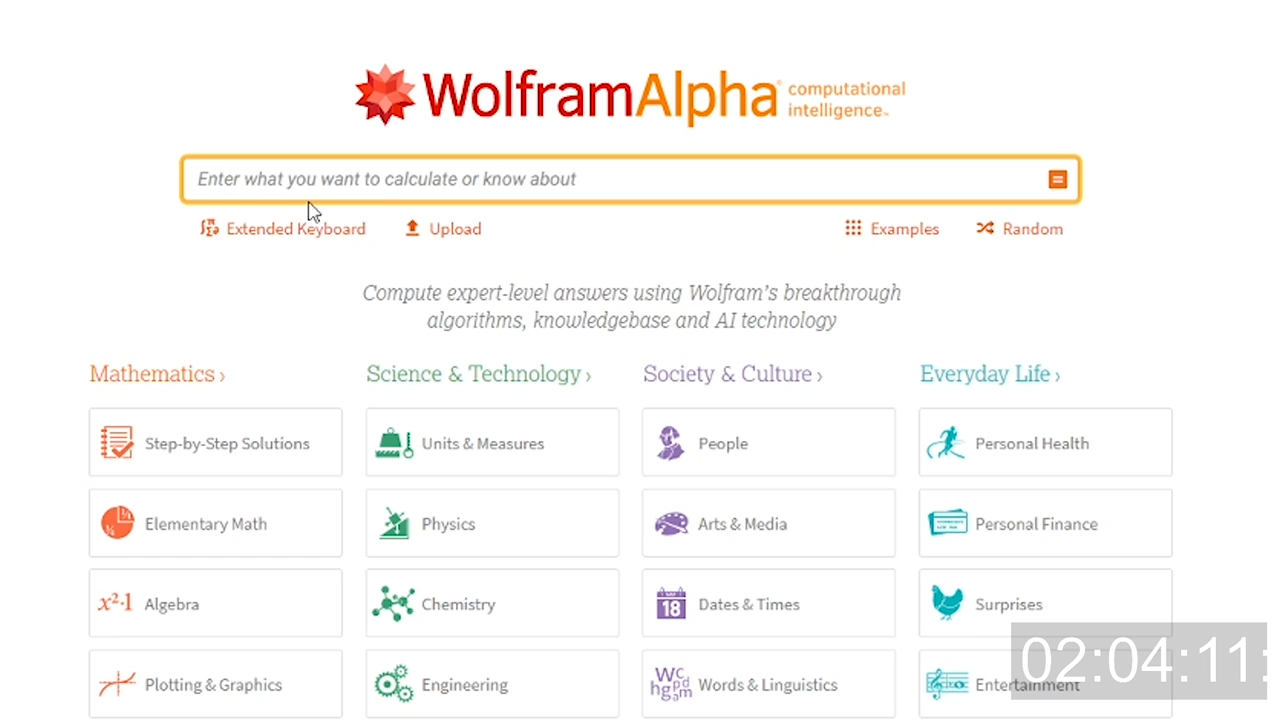 WolframAlpha computational intelligence™
Enter what you want to calculate or know about
Extended Keyboard Upload Examples Random
Compute expert-level answers using Wolfram's breakthrough
algorithms, knowledgebase and AI technology
Mathematics › Science & Technology › Society & Culture › Everyday Life ›
Step-by-Step Solutions Units & Measures People Personal Health
Elementary Math Physics Arts & Media Personal Finance
x²-1 Algebra Chemistry 18 Dates & Times Surprises
Plotting & Graphics Engineering Words & Linguistics Entertainment
02:04:11: